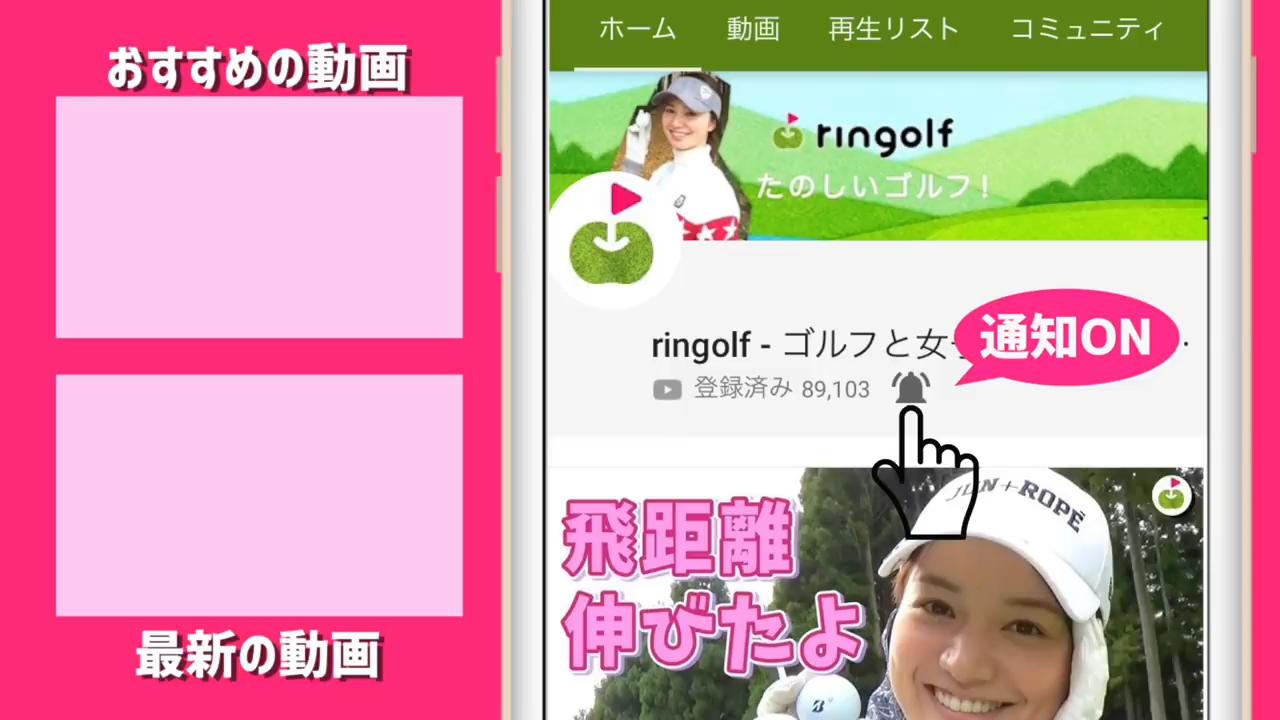 おすすめの動画
最新の動画
ホーム 動画 再生リスト コミュニティ
ringolf
たのしいゴルフ!
ringolf - ゴルフと女
通知ON
登録済み 89,103
JUN+ROPÉ
飛距離
伸びたよ
B